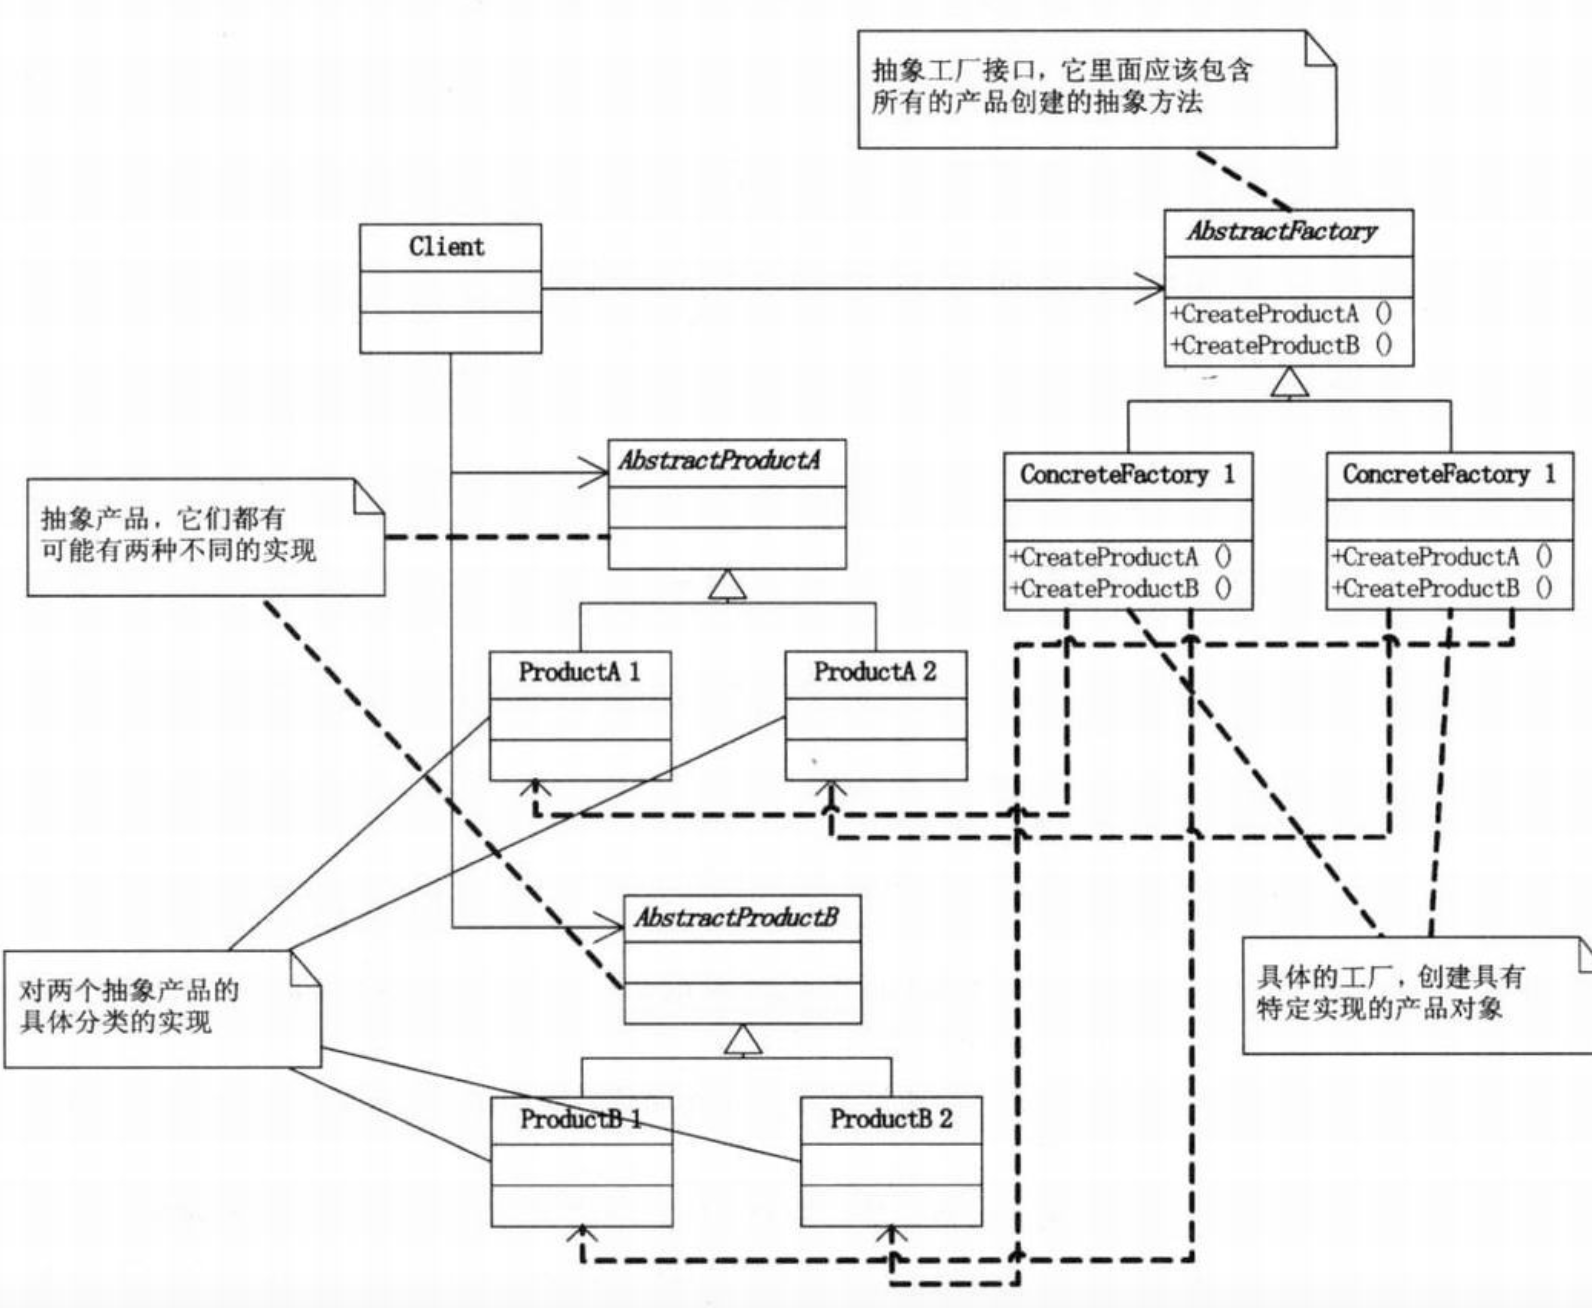 抽象工厂接口，它里面应该包含
所有的产品创建的抽象方法
Client
AbstractFactory
+CreateProductA ()
+CreateProductB ()
AbstractProductA
ConcreteFactory 1
+CreateProductA ()
+CreateProductB ()
ConcreteFactory 1
+CreateProductA ()
+CreateProductB ()
抽象产品，它们都有
可能有两种不同的实现
ProductA 1
ProductA 2
AbstractProductB
对两个抽象产品的
具体分类的实现
具体的工厂，创建具有
特定实现的产品对象
ProductB 1
ProductB 2